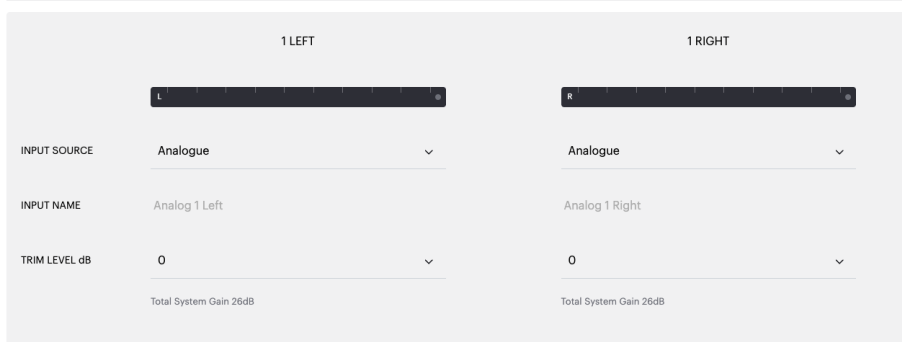 1 LEFT
1 RIGHT
L
R
INPUT SOURCE
Analogue
Analogue
INPUT NAME
Analog 1 Left
Analog 1 Right
TRIM LEVEL dB
0
0
Total System Gain 26dB
Total System Gain 26dB